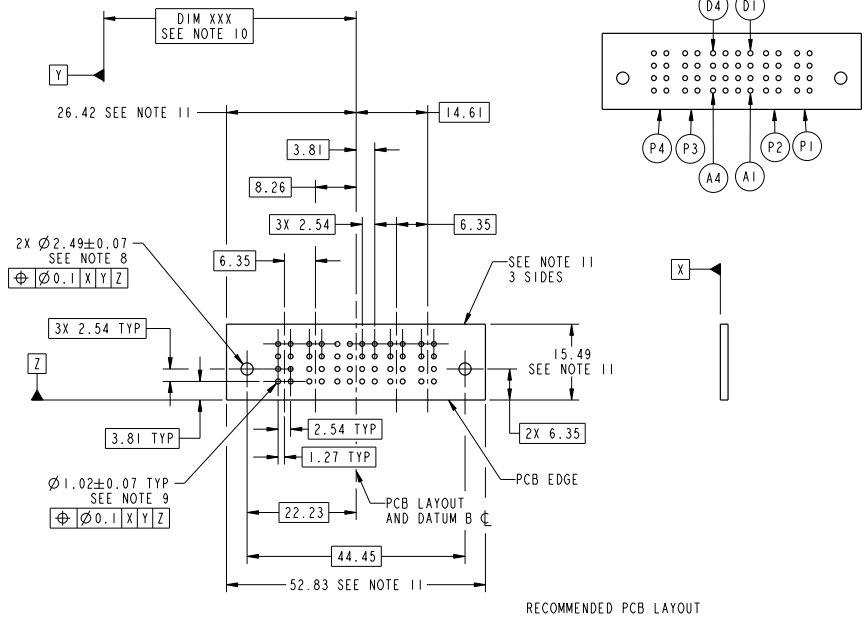 DIM XXX
SEE NOTE 10
Y
26.42 SEE NOTE 11
14.61
3.81
8.26
3X 2.54
6.35
6.35
2X Ø2.49±0.07
SEE NOTE 8
⌖ Ø0.1 X Y Z
SEE NOTE 11
3 SIDES
3X 2.54 TYP
Z
15.49
SEE NOTE 11
3.81 TYP
2.54 TYP
2X 6.35
1.27 TYP
Ø1.02±0.07 TYP
SEE NOTE 9
⌖ Ø0.1 X Y Z
PCB EDGE
22.23
PCB LAYOUT
AND DATUM B ℄
44.45
52.83 SEE NOTE 11
RECOMMENDED PCB LAYOUT
D4
D1
P4
P3
A4
A1
P2
P1
X